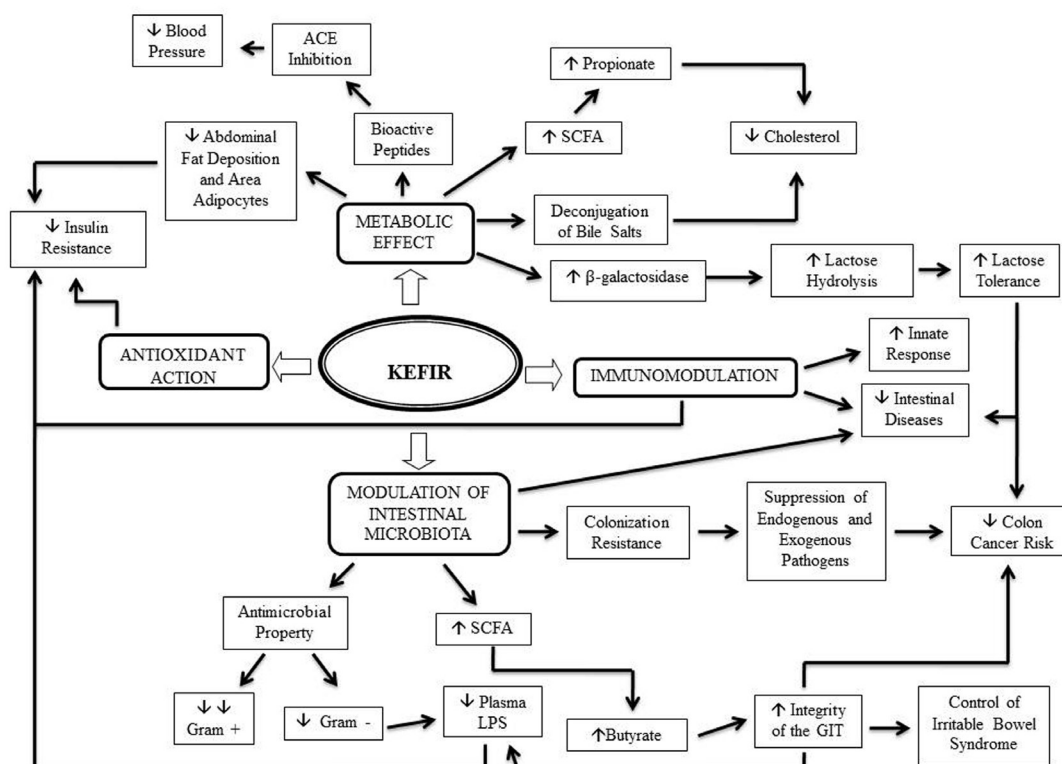 ↓ Blood
Pressure
ACE
Inhibition
↑ Propionate
↓ Abdominal
Fat Deposition
and Area
Adipocytes
Bioactive
Peptides
↑ SCFA
↓ Cholesterol
↓ Insulin
Resistance
METABOLIC
EFFECT
Deconjugation
of Bile Salts
↑ β-galactosidase
↑ Lactose
Hydrolysis
↑ Lactose
Tolerance
ANTIOXIDANT
ACTION
KEFIR
IMMUNOMODULATION
↑ Innate
Response
↓ Intestinal
Diseases
MODULATION OF
INTESTINAL
MICROBIOTA
Colonization
Resistance
Suppression of
Endogenous and
Exogenous
Pathogens
↓ Colon
Cancer Risk
Antimicrobial
Property
↑ SCFA
↓ ↓
Gram +
↓ Gram -
↓ Plasma
LPS
↑Butyrate
↑ Integrity
of the GIT
Control of
Irritable Bowel
Syndrome